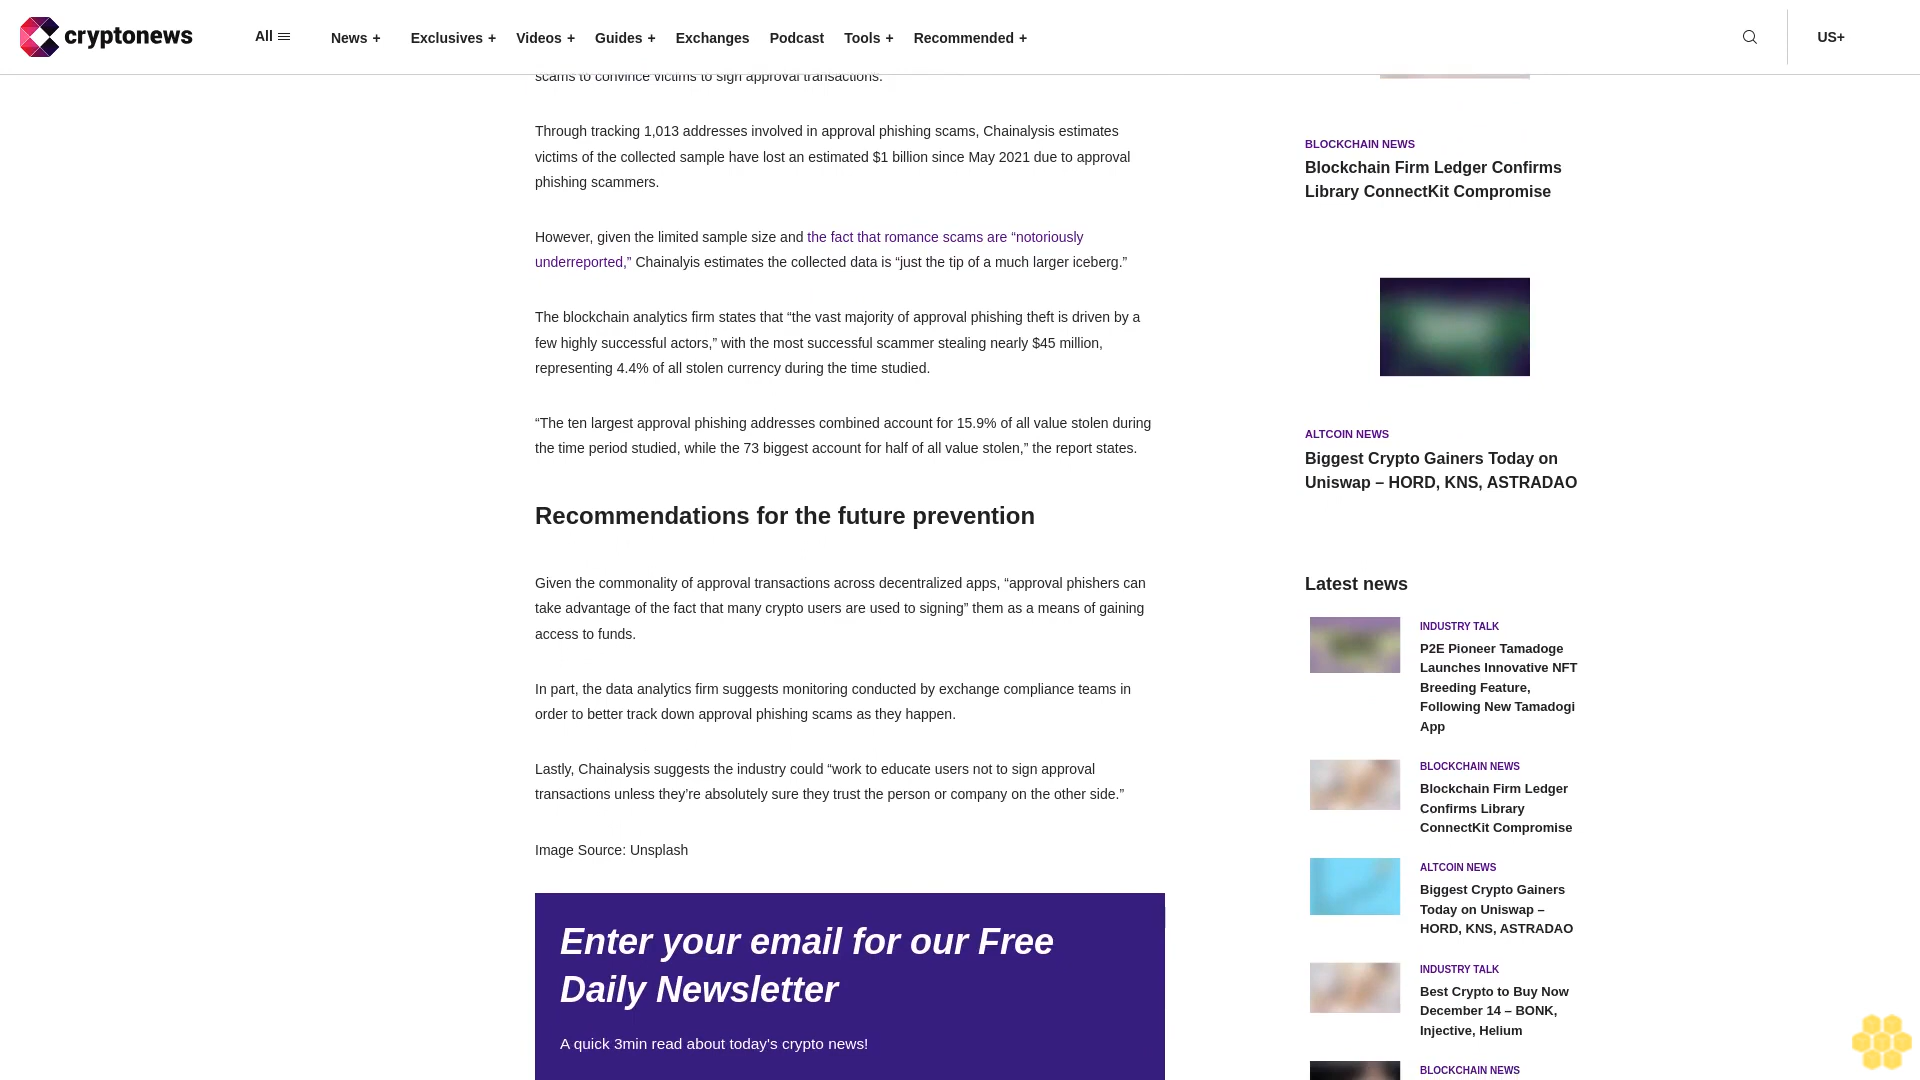 cryptonews
All
News +
Exclusives +
Videos +
Guides +
Exchanges
Podcast
Tools +
Recommended +
US+
scams to convince victims to sign approval transactions.
Through tracking 1,013 addresses involved in approval phishing scams, Chainalysis estimates
victims of the collected sample have lost an estimated $1 billion since May 2021 due to approval
phishing scammers.
However, given the limited sample size and the fact that romance scams are “notoriously
underreported,” Chainalyis estimates the collected data is “just the tip of a much larger iceberg.”
The blockchain analytics firm states that “the vast majority of approval phishing theft is driven by a
few highly successful actors,” with the most successful scammer stealing nearly $45 million,
representing 4.4% of all stolen currency during the time studied.
“The ten largest approval phishing addresses combined account for 15.9% of all value stolen during
the time period studied, while the 73 biggest account for half of all value stolen,” the report states.
Recommendations for the future prevention
Given the commonality of approval transactions across decentralized apps, “approval phishers can
take advantage of the fact that many crypto users are used to signing” them as a means of gaining
access to funds.
In part, the data analytics firm suggests monitoring conducted by exchange compliance teams in
order to better track down approval phishing scams as they happen.
Lastly, Chainalysis suggests the industry could “work to educate users not to sign approval
transactions unless they’re absolutely sure they trust the person or company on the other side.”
Image Source: Unsplash
Enter your email for our Free
Daily Newsletter
A quick 3min read about today's crypto news!
BLOCKCHAIN NEWS
Blockchain Firm Ledger Confirms
Library ConnectKit Compromise
ALTCOIN NEWS
Biggest Crypto Gainers Today on
Uniswap – HORD, KNS, ASTRADAO
Latest news
INDUSTRY TALK
P2E Pioneer Tamadoge
Launches Innovative NFT
Breeding Feature,
Following New Tamadogi
App
BLOCKCHAIN NEWS
Blockchain Firm Ledger
Confirms Library
ConnectKit Compromise
ALTCOIN NEWS
Biggest Crypto Gainers
Today on Uniswap –
HORD, KNS, ASTRADAO
INDUSTRY TALK
Best Crypto to Buy Now
December 14 – BONK,
Injective, Helium
BLOCKCHAIN NEWS